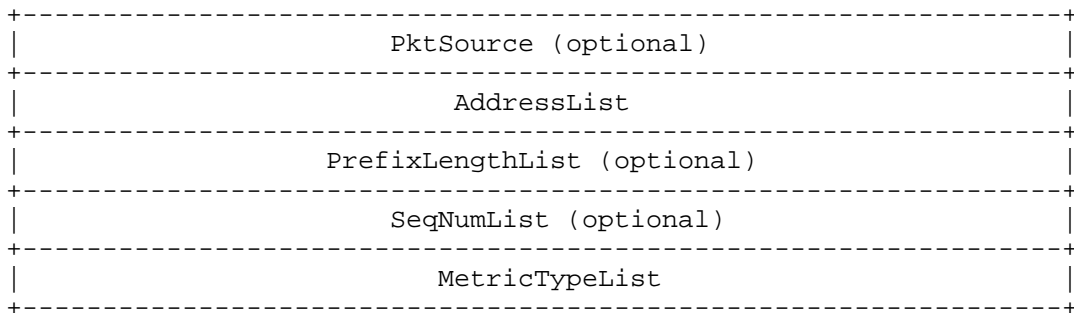 PktSource (optional)
AddressList
PrefixLengthList (optional)
SeqNumList (optional)
MetricTypeList